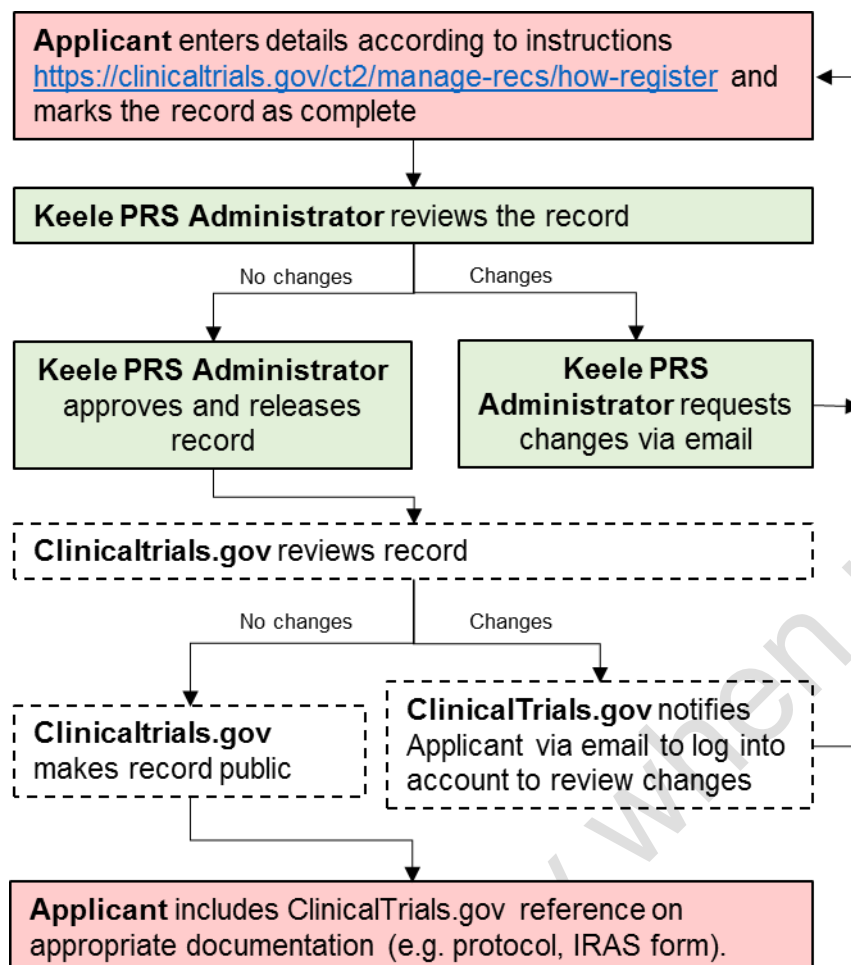 Applicant enters details according to instructions
https://clinicaltrials.gov/ct2/manage-recs/how-register and
marks the record as complete
Keele PRS Administrator reviews the record
No changes
Changes
Keele PRS Administrator
approves and releases
record
Keele PRS
Administrator requests
changes via email
Clinicaltrials.gov reviews record
No changes
Changes
Clinicaltrials.gov
makes record public
ClinicalTrials.gov notifies
Applicant via email to log into
account to review changes
when
Applicant includes ClinicalTrials.gov reference on
appropriate documentation (e.g. protocol, IRAS form).